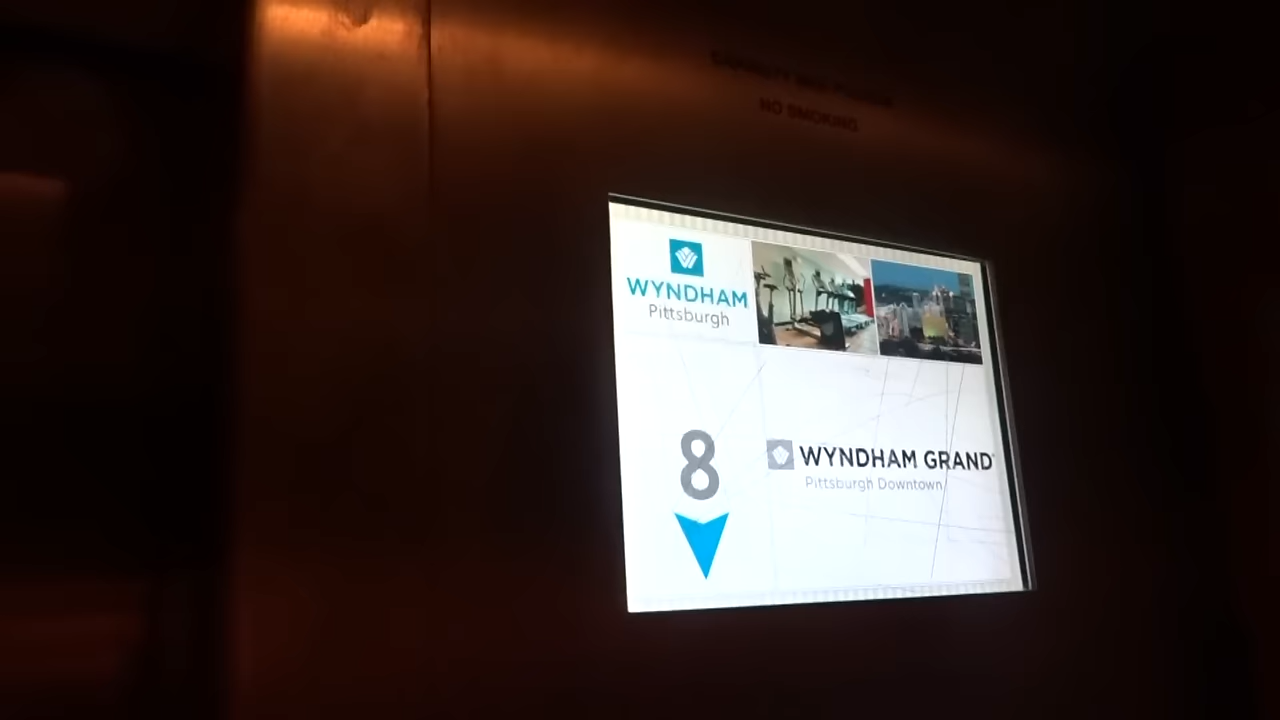 NO SMOKING
WYNDHAM
Pittsburgh
8
WYNDHAM GRAND
Pittsburgh Downtown